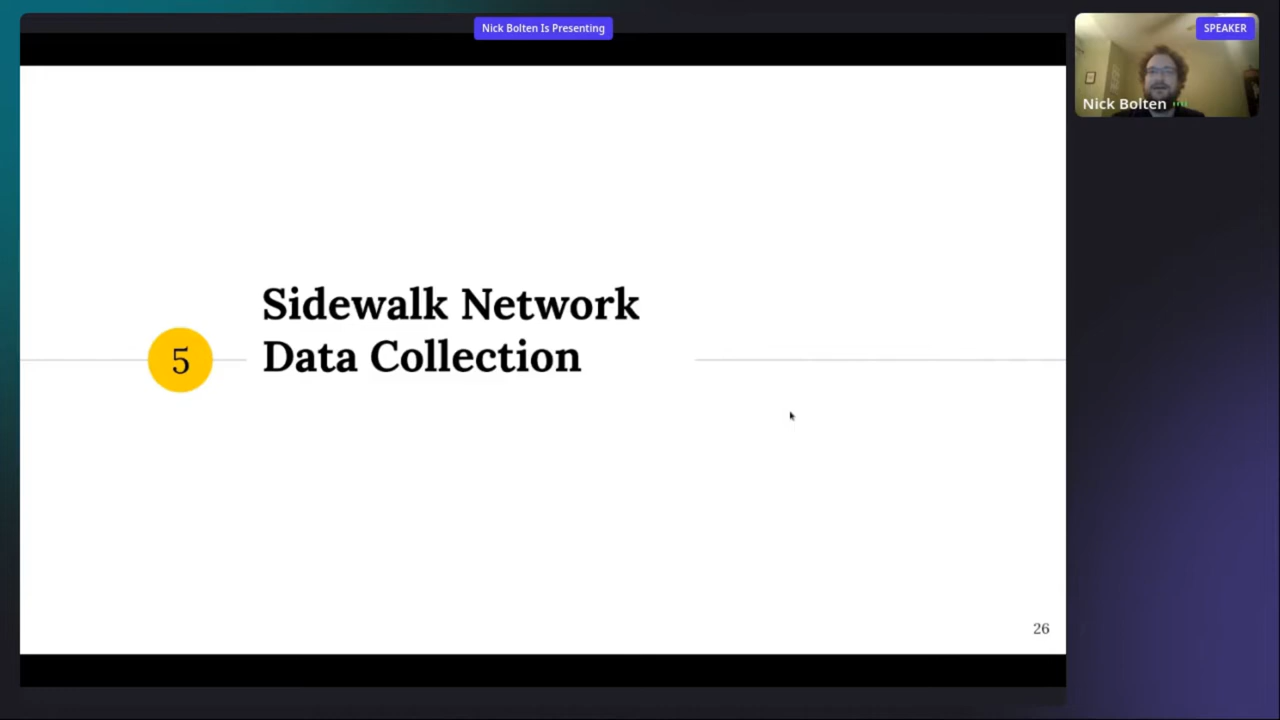 Nick Bolten Is Presenting
SPEAKER
Nick Bolten
Sidewalk Network
Data Collection
5
26